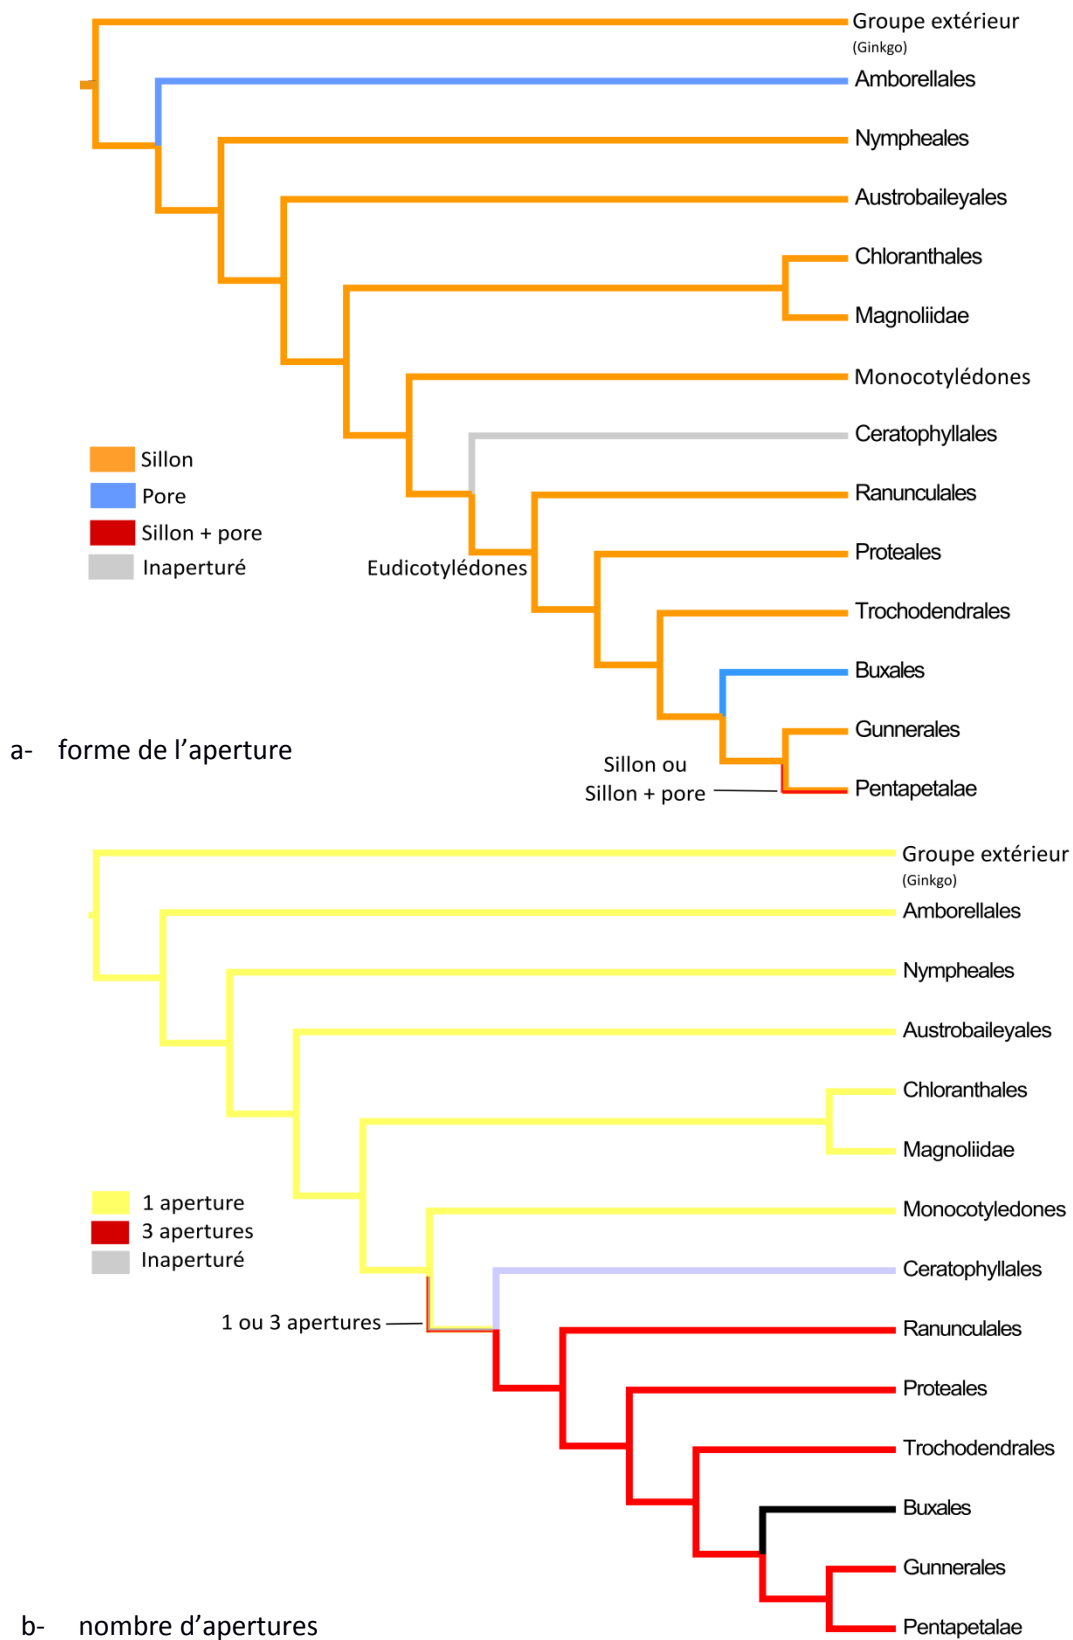 Groupe extérieur
(Ginkgo)
Amborellales
Nympheales
Austrobaileyales
Chloranthales
Magnoliidae
Monocotylédones
Ceratophyllales
Ranunculales
Proteales
Trochodendrales
Buxales
Gunnerales
Pentapetalae
Sillon
Pore
Sillon + pore
Inaperturé
Eudicotylédones
Sillon ou
Sillon + pore
a- forme de l'aperture
Groupe extérieur
(Ginkgo)
Amborellales
Nympheales
Austrobaileyales
Chloranthales
Magnoliidae
Monocotyledones
Ceratophyllales
Ranunculales
Proteales
Trochodendrales
Buxales
Gunnerales
Pentapetalae
1 aperture
3 apertures
Inaperturé
1 ou 3 apertures
b- nombre d'apertures